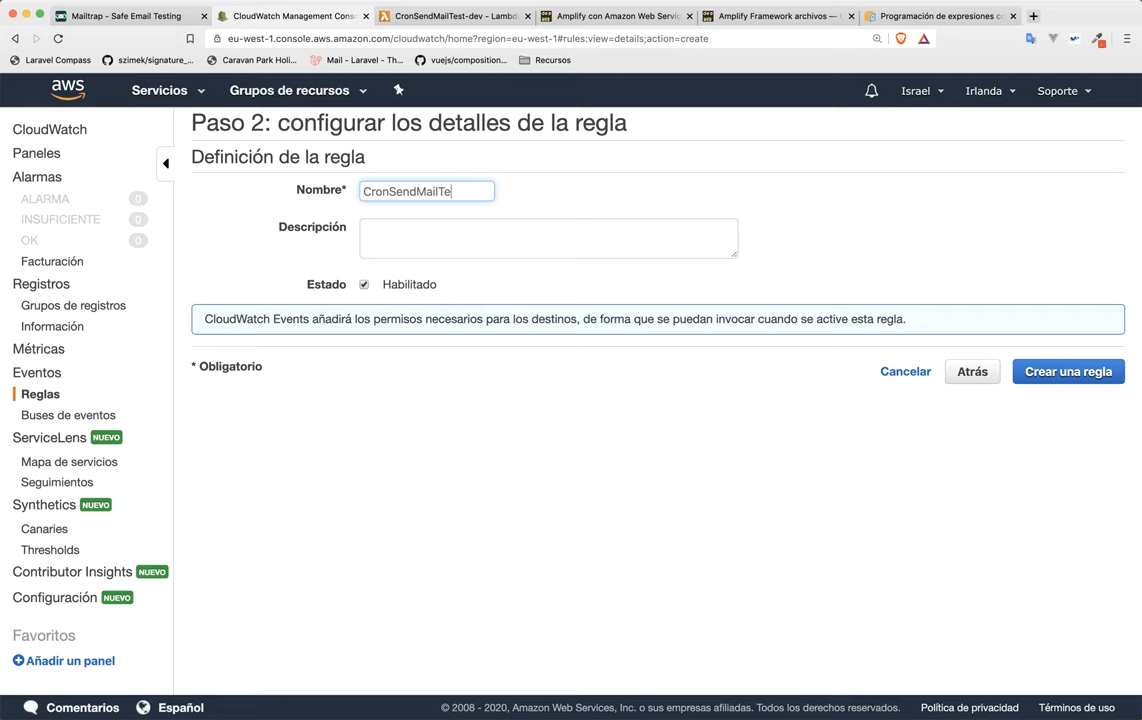 Mailtrap - Safe Email Testing
CloudWatch Management Cons
CronSendMailTest-dev - Lambd
Amplify con Amazon Web Servic
Amplify Framework archivos —
Programación de expresiones c
eu-west-1.console.aws.amazon.com/cloudwatch/home?region=eu-west-1#rules:view=details;action=create
Laravel Compass
szimek/signature_...
Caravan Park Holi...
Mail - Laravel - Th...
vuejs/composition...
Recursos
aws
Servicios
Grupos de recursos
Israel
Irlanda
Soporte
CloudWatch
Paneles
Alarmas
ALARMA 0
INSUFICIENTE 0
OK 0
Facturación
Registros
Grupos de registros
Información
Métricas
Eventos
Reglas
Buses de eventos
ServiceLens NUEVO
Mapa de servicios
Seguimientos
Synthetics NUEVO
Canaries
Thresholds
Contributor Insights NUEVO
Configuración NUEVO
Favoritos
Añadir un panel
Paso 2: configurar los detalles de la regla
Definición de la regla
Nombre* CronSendMailTe
Descripción
Estado Habilitado
CloudWatch Events añadirá los permisos necesarios para los destinos, de forma que se puedan invocar cuando se active esta regla.
* Obligatorio
Cancelar
Atrás
Crear una regla
Comentarios
Español
© 2008 - 2020, Amazon Web Services, Inc. o sus empresas afiliadas. Todos los derechos reservados.
Política de privacidad
Términos de uso